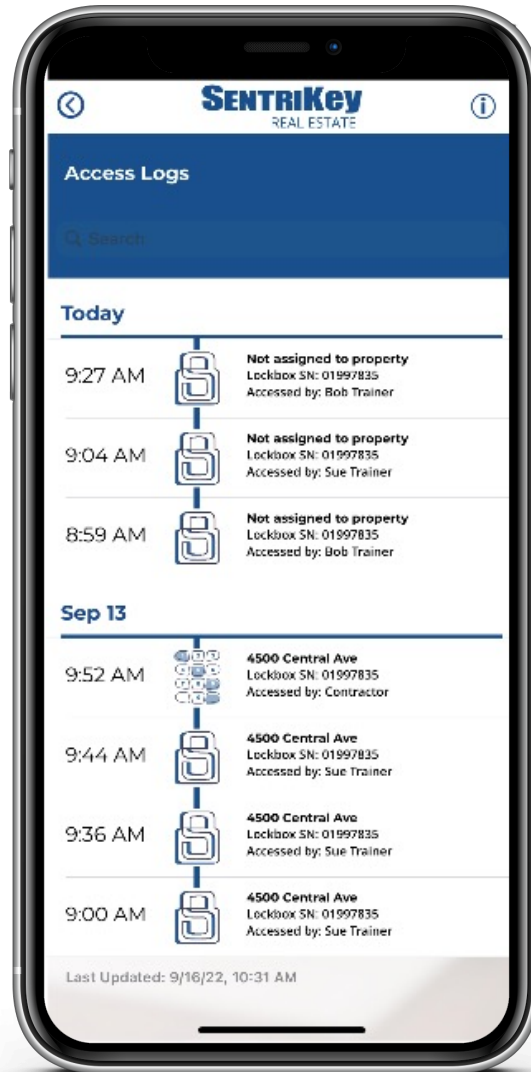 SentriKey
REAL ESTATE
Access Logs
Search
Today
9:27 AM
Not assigned to property
Lockbox SN: 01997835
Accessed by: Bob Trainer
9:04 AM
Not assigned to property
Lockbox SN: 01997835
Accessed by: Sue Trainer
8:59 AM
Not assigned to property
Lockbox SN: 01997835
Accessed by: Bob Trainer
Sep 13
9:52 AM
4500 Central Ave
Lockbox SN: 01997835
Accessed by: Contractor
9:44 AM
4500 Central Ave
Lockbox SN: 01997835
Accessed by: Sue Trainer
9:36 AM
4500 Central Ave
Lockbox SN: 01997835
Accessed by: Sue Trainer
9:00 AM
4500 Central Ave
Lockbox SN: 01997835
Accessed by: Sue Trainer
Last Updated: 9/16/22, 10:31 AM